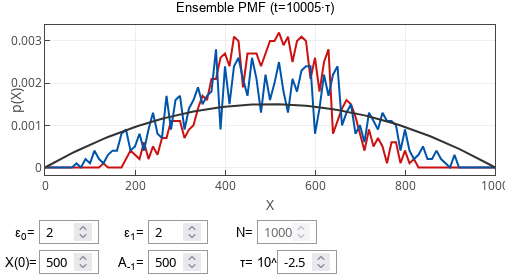 Ensemble PMF (t=10005·τ)
0.003
0.002
0.001
0
p(X)
0 200 400 600 800 1000
X
ε0= 2 ε1= 2 N= 1000
X(0)= 500 A-1= 500 τ= 10^ -2.5